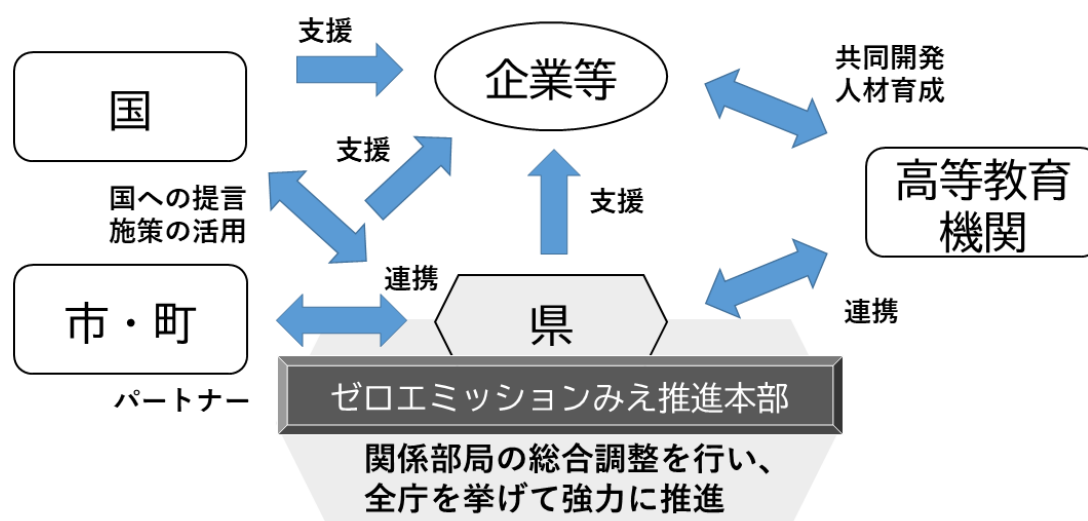 支援
国
企業等
共同開発
人材育成
支援
高等教育
機関
国への提言
施策の活用
支援
市・町
連携
県
連携
パートナー
ゼロエミッションみえ推進本部
関係部局の総合調整を行い、
全庁を挙げて強力に推進